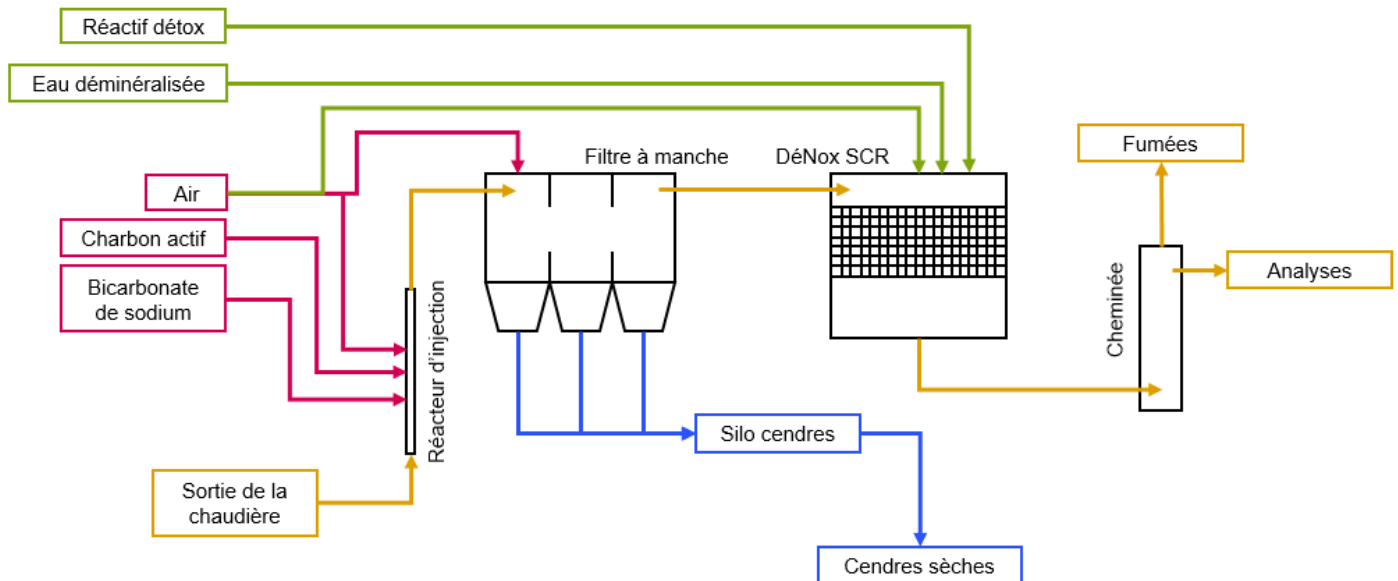 Réactif détox
Eau déminéralisée
Filtre à manche
DéNox SCR
Fumées
Air
Charbon actif
Bicarbonate
de sodium
Réacteur d'injection
Cheminée
Analyses
Silo cendres
Sortie de la
chaudière
Cendres sèches